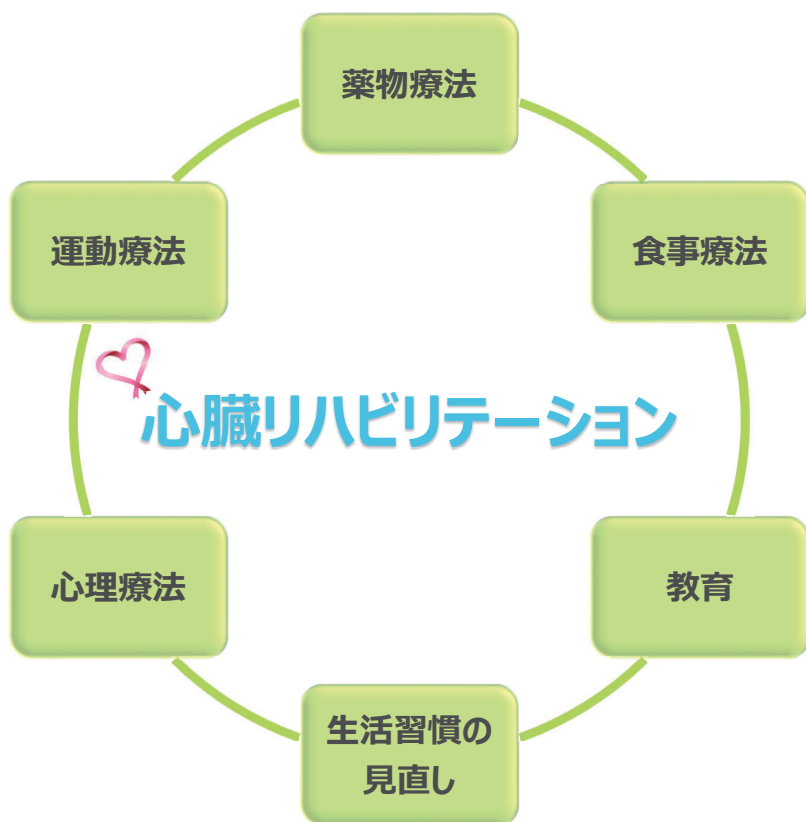 薬物療法
運動療法
食事療法
心臓リハビリテーション
心理療法
教育
生活習慣の
見直し